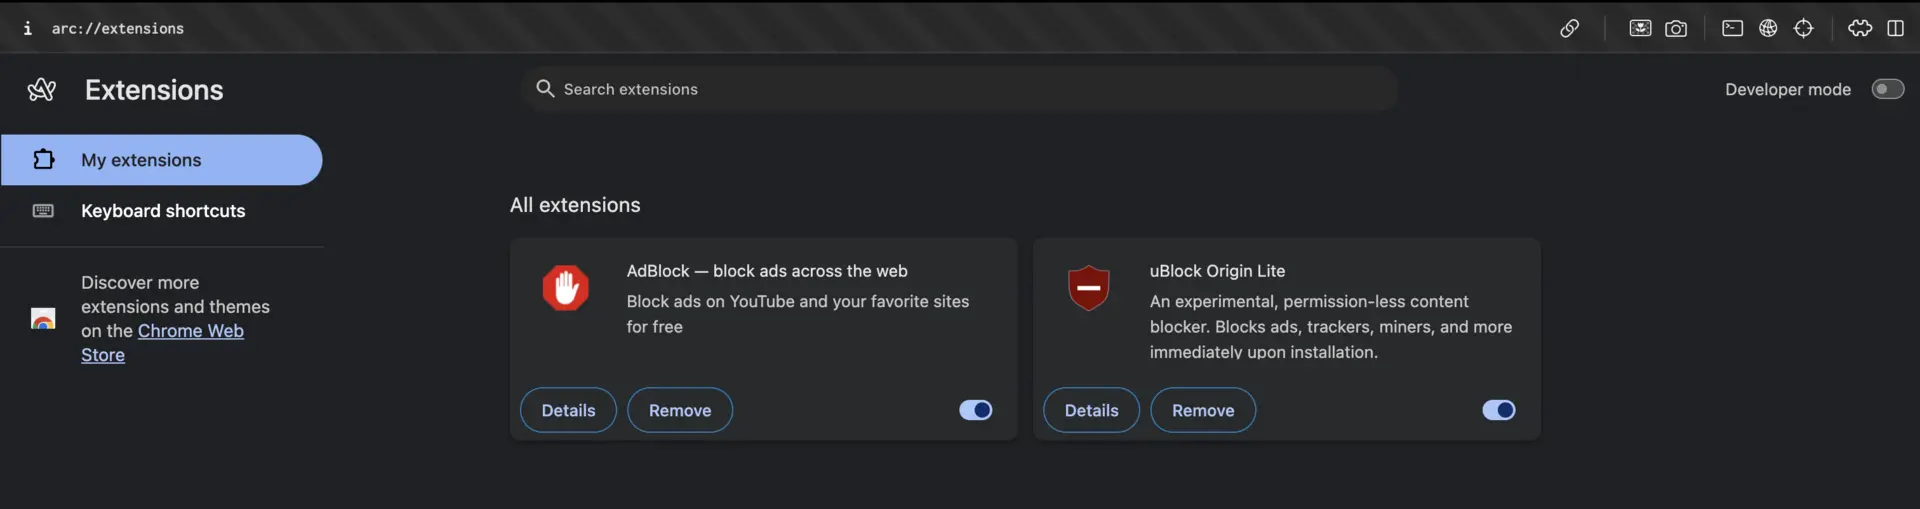 arc://extensions
Extensions
Search extensions
Developer mode
My extensions
Keyboard shortcuts
Discover more
extensions and themes
on the Chrome Web
Store
All extensions
AdBlock — block ads across the web
Block ads on YouTube and your favorite sites
for free
Details
Remove
uBlock Origin Lite
An experimental, permission-less content
blocker. Blocks ads, trackers, miners, and more
immediately upon installation.
Details
Remove